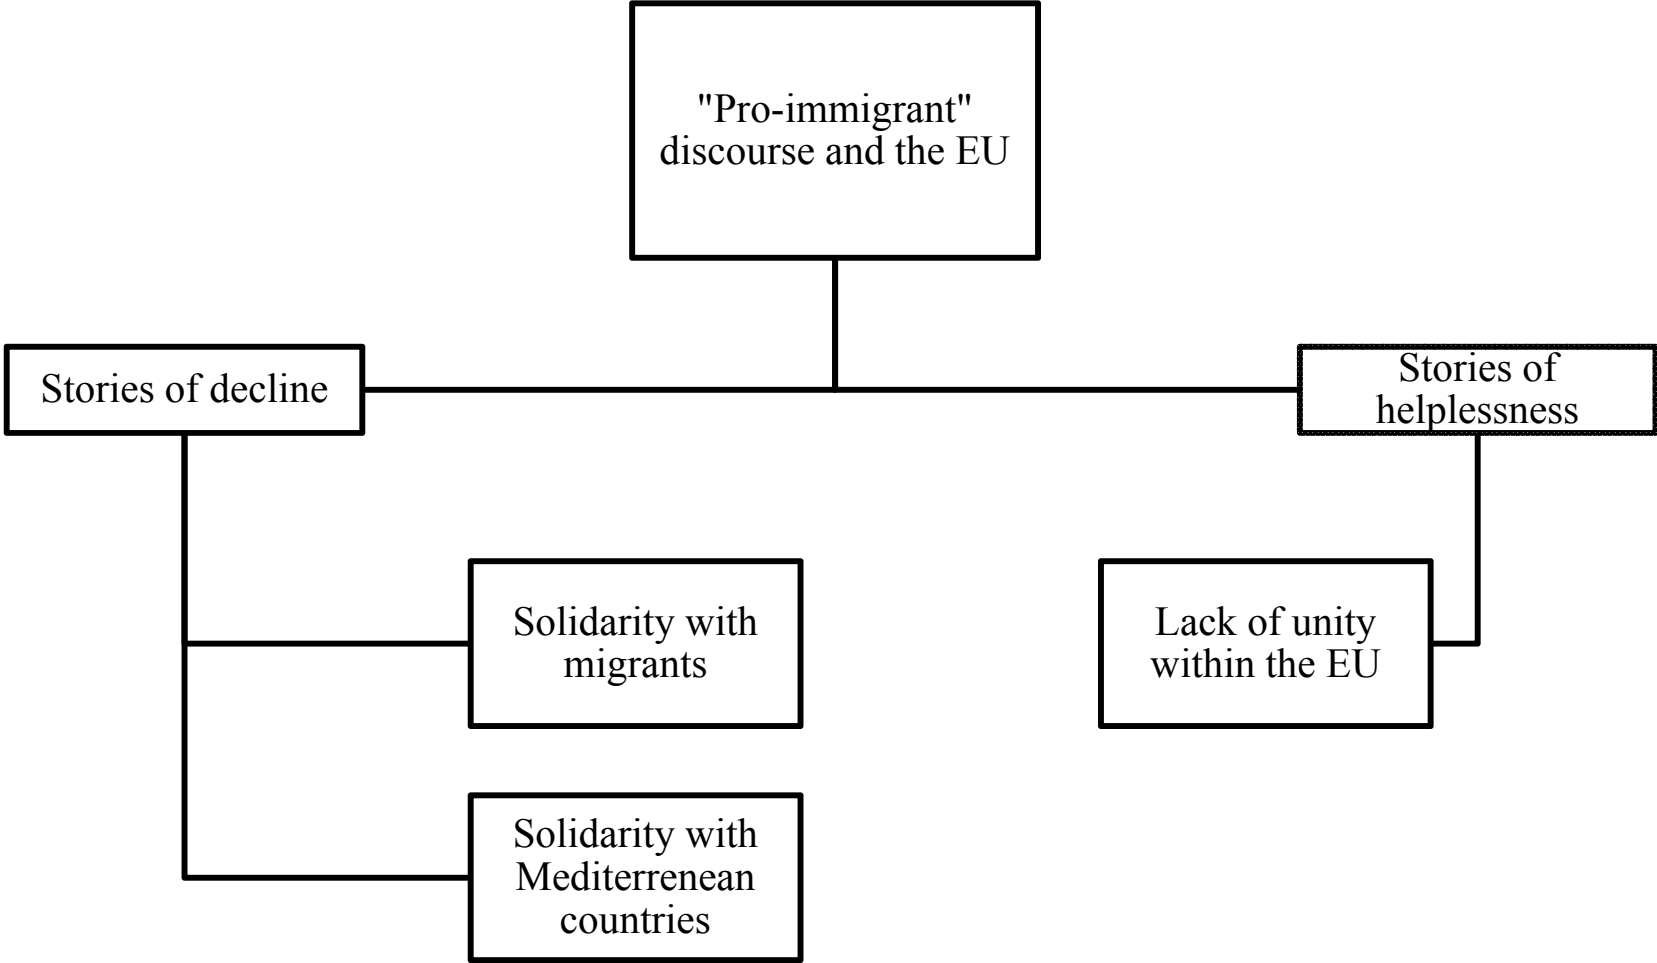 "Pro-immigrant"
discourse and the EU
Stories of decline
Stories of
helplessness
Solidarity with
migrants
Lack of unity
within the EU
Solidarity with
Mediterrenean
countries